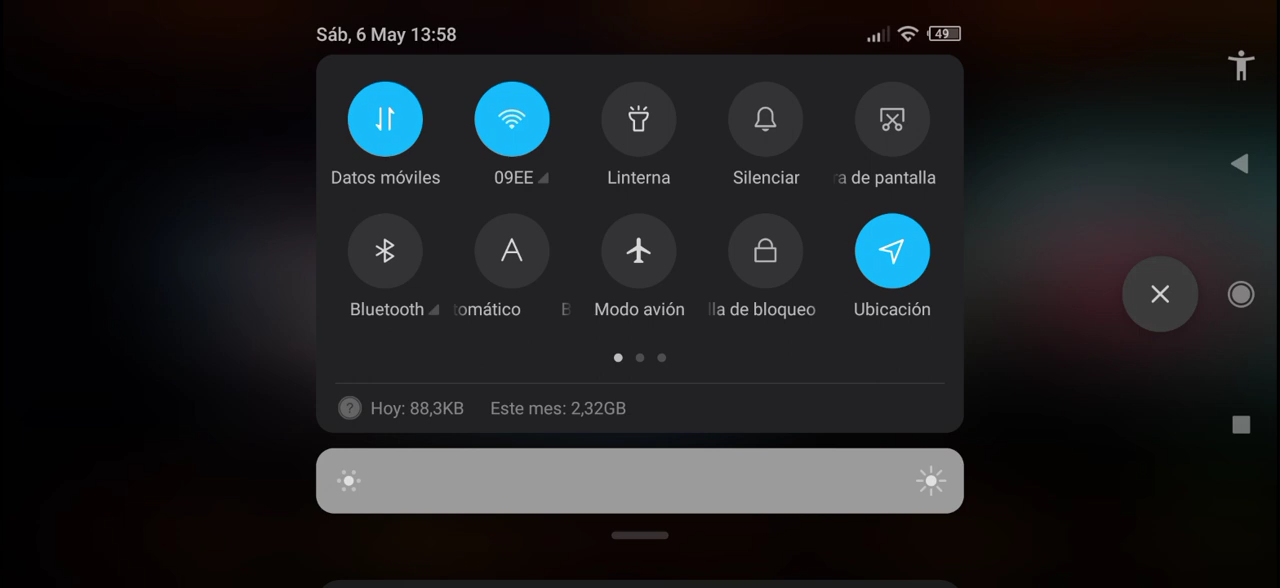 Sáb, 6 May 13:58
49
Datos móviles
09EE
Linterna
Silenciar
a de pantalla
Bluetooth
omático
B
Modo avión
la de bloqueo
Ubicación
? Hoy: 88,3KB Este mes: 2,32GB